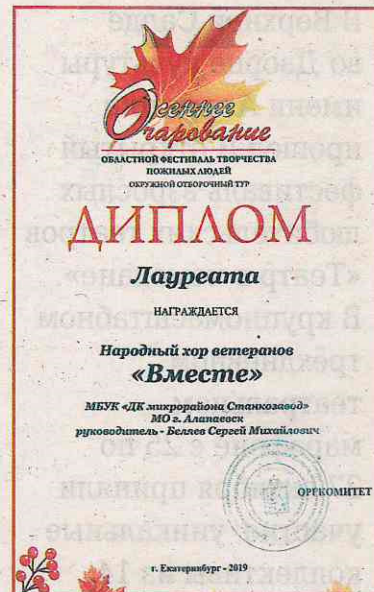 Осеннее
Очарование
ОБЛАСТНОЙ ФЕСТИВАЛЬ ТВОРЧЕСТВА
ПОЖИЛЫХ ЛЮДЕЙ
ОКРУЖНОЙ ОТБОРОЧНЫЙ ТУР
ДИПЛОМ
Лауреата
НАГРАЖДАЕТСЯ
Народный хор ветеранов
«Вместе»
МБУК «ДК микрорайона Станкозавод»
МО г. Алапаевск
руководитель - Беляев Сергей Михайлович
ОРГКОМИТЕТ
г. Екатеринбург - 2019